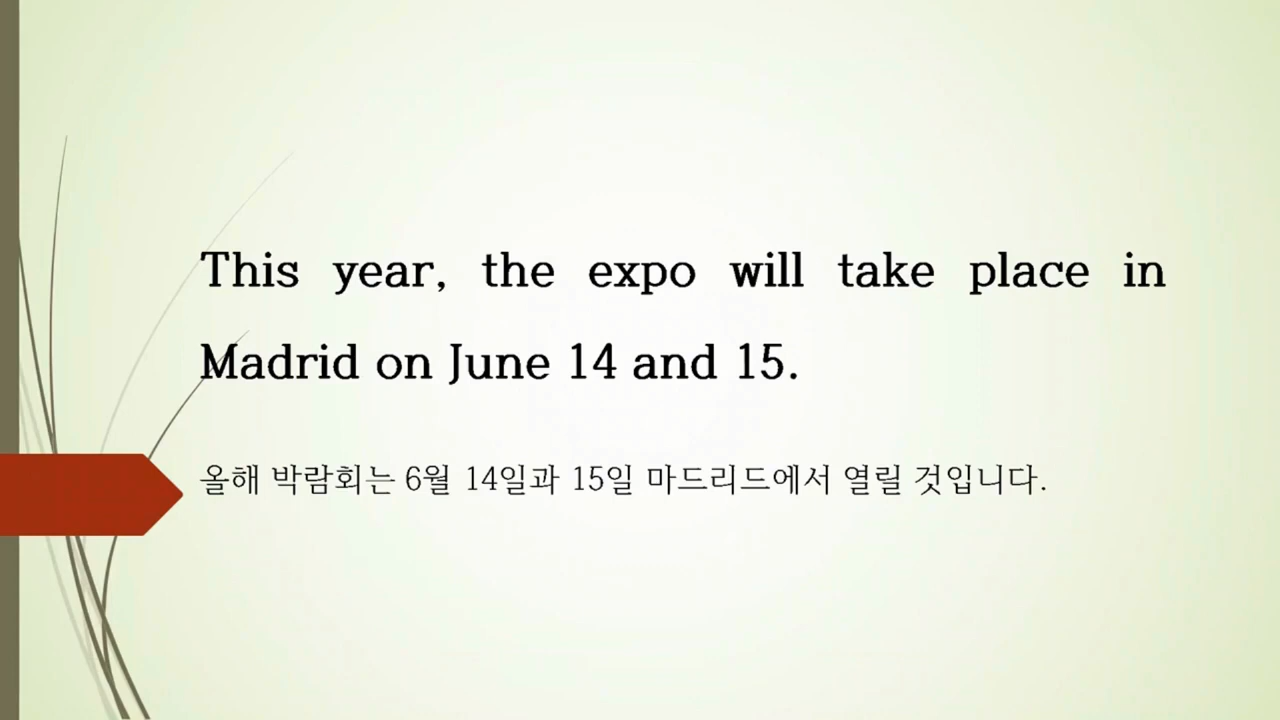 This year, the expo will take place in
Madrid on June 14 and 15.
올해 박람회는 6월 14일과 15일 마드리드에서 열릴 것입니다.